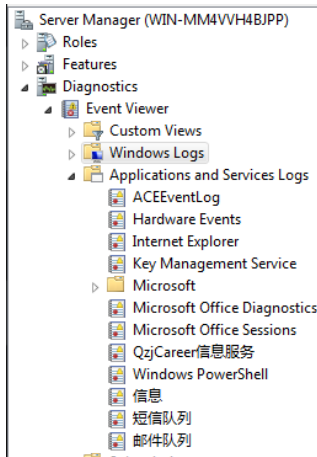 Server Manager (WIN-MM4VVH4BJPP)
Roles
Features
Diagnostics
Event Viewer
Custom Views
Windows Logs
Applications and Services Logs
ACEEventLog
Hardware Events
Internet Explorer
Key Management Service
Microsoft
Microsoft Office Diagnostics
Microsoft Office Sessions
QzjCareer信息服务
Windows PowerShell
信息
短信队列
邮件队列